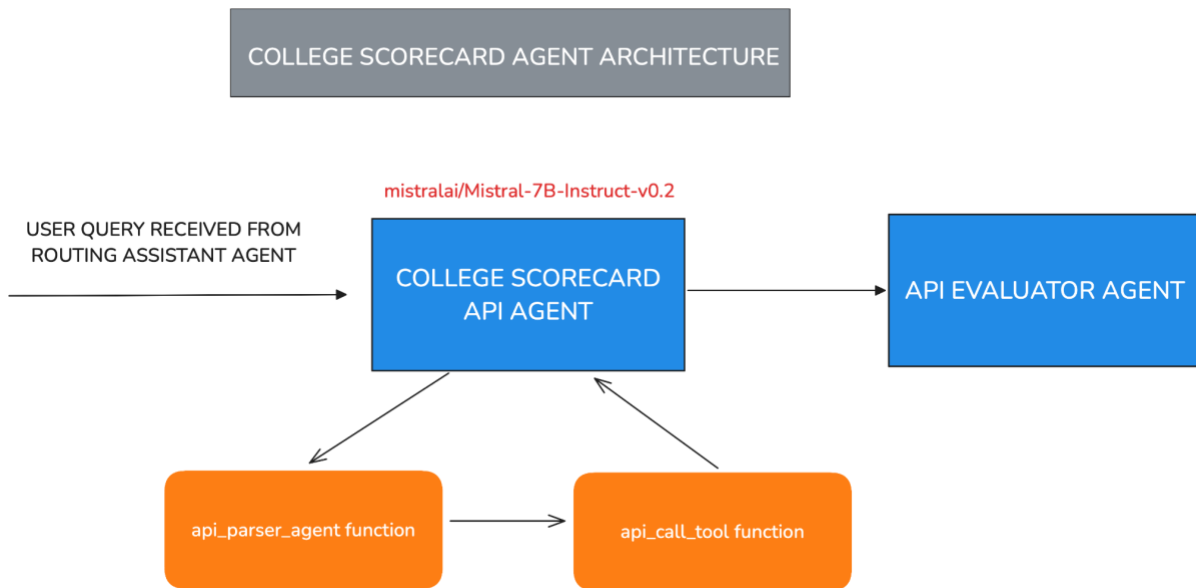 COLLEGE SCORECARD AGENT ARCHITECTURE
mistralai/Mistral-7B-Instruct-v0.2
USER QUERY RECEIVED FROM
ROUTING ASSISTANT AGENT
COLLEGE SCORECARD
API AGENT
API EVALUATOR AGENT
api_parser_agent function
api_call_tool function